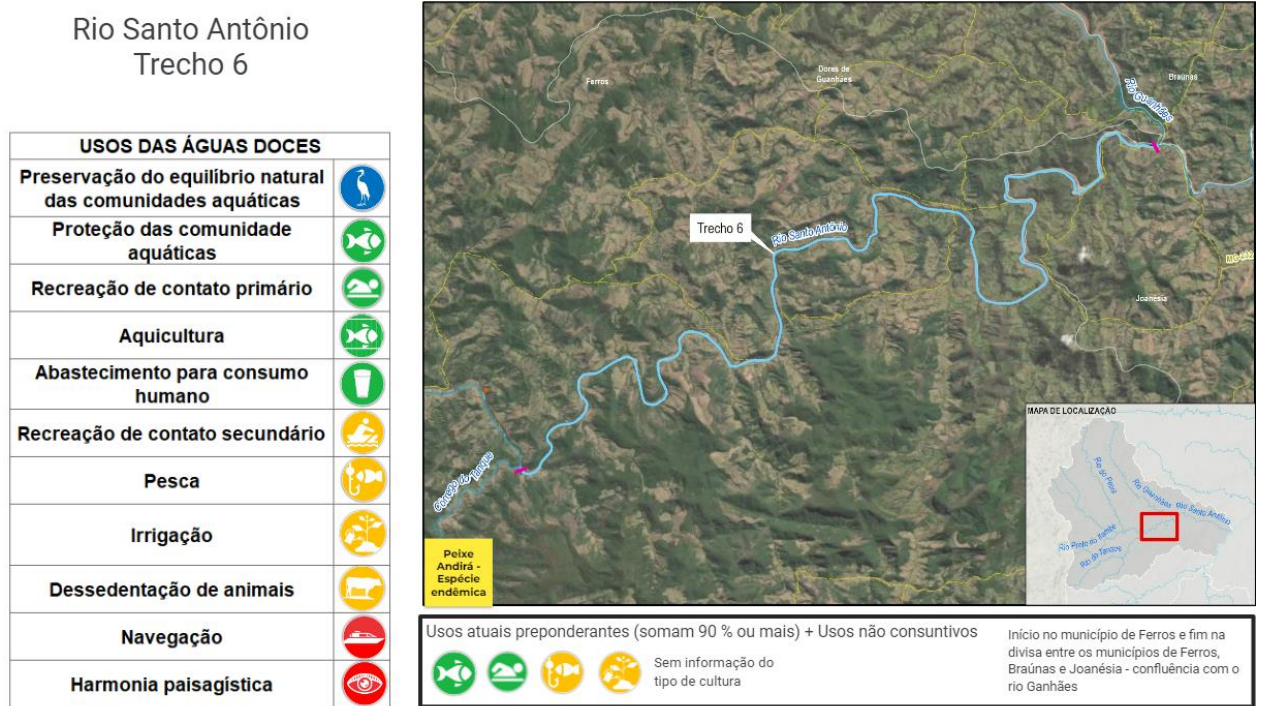 Rio Santo Antônio
Trecho 6
USOS DAS ÁGUAS DOCES
Preservação do equilíbrio natural
das comunidades aquáticas
Proteção das comunidade
aquáticas
Recreação de contato primário
Aquicultura
Abastecimento para consumo
humano
Recreação de contato secundário
Pesca
Irrigação
Dessedentação de animais
Navegação
Harmonia paisagística
Ferros
Dores de
Guanhães
Braúnas
Rio Guanhães
Trecho 6
Rio Santo Antônio
Joanésia
Córrego do Tanque
Peixe
Andirá -
Espécie
endêmica
MAPA DE LOCALIZAÇÃO
Rio do Peixe
Rio Guanhães
Rio Santo Antônio
Rio Preto do Itambé
Rio do Tanque
Usos atuais preponderantes (somam 90 % ou mais) + Usos não consuntivos
Sem informação do
tipo de cultura
Início no município de Ferros e fim na
divisa entre os municípios de Ferros,
Braúnas e Joanésia - confluência com o
rio Ganhães